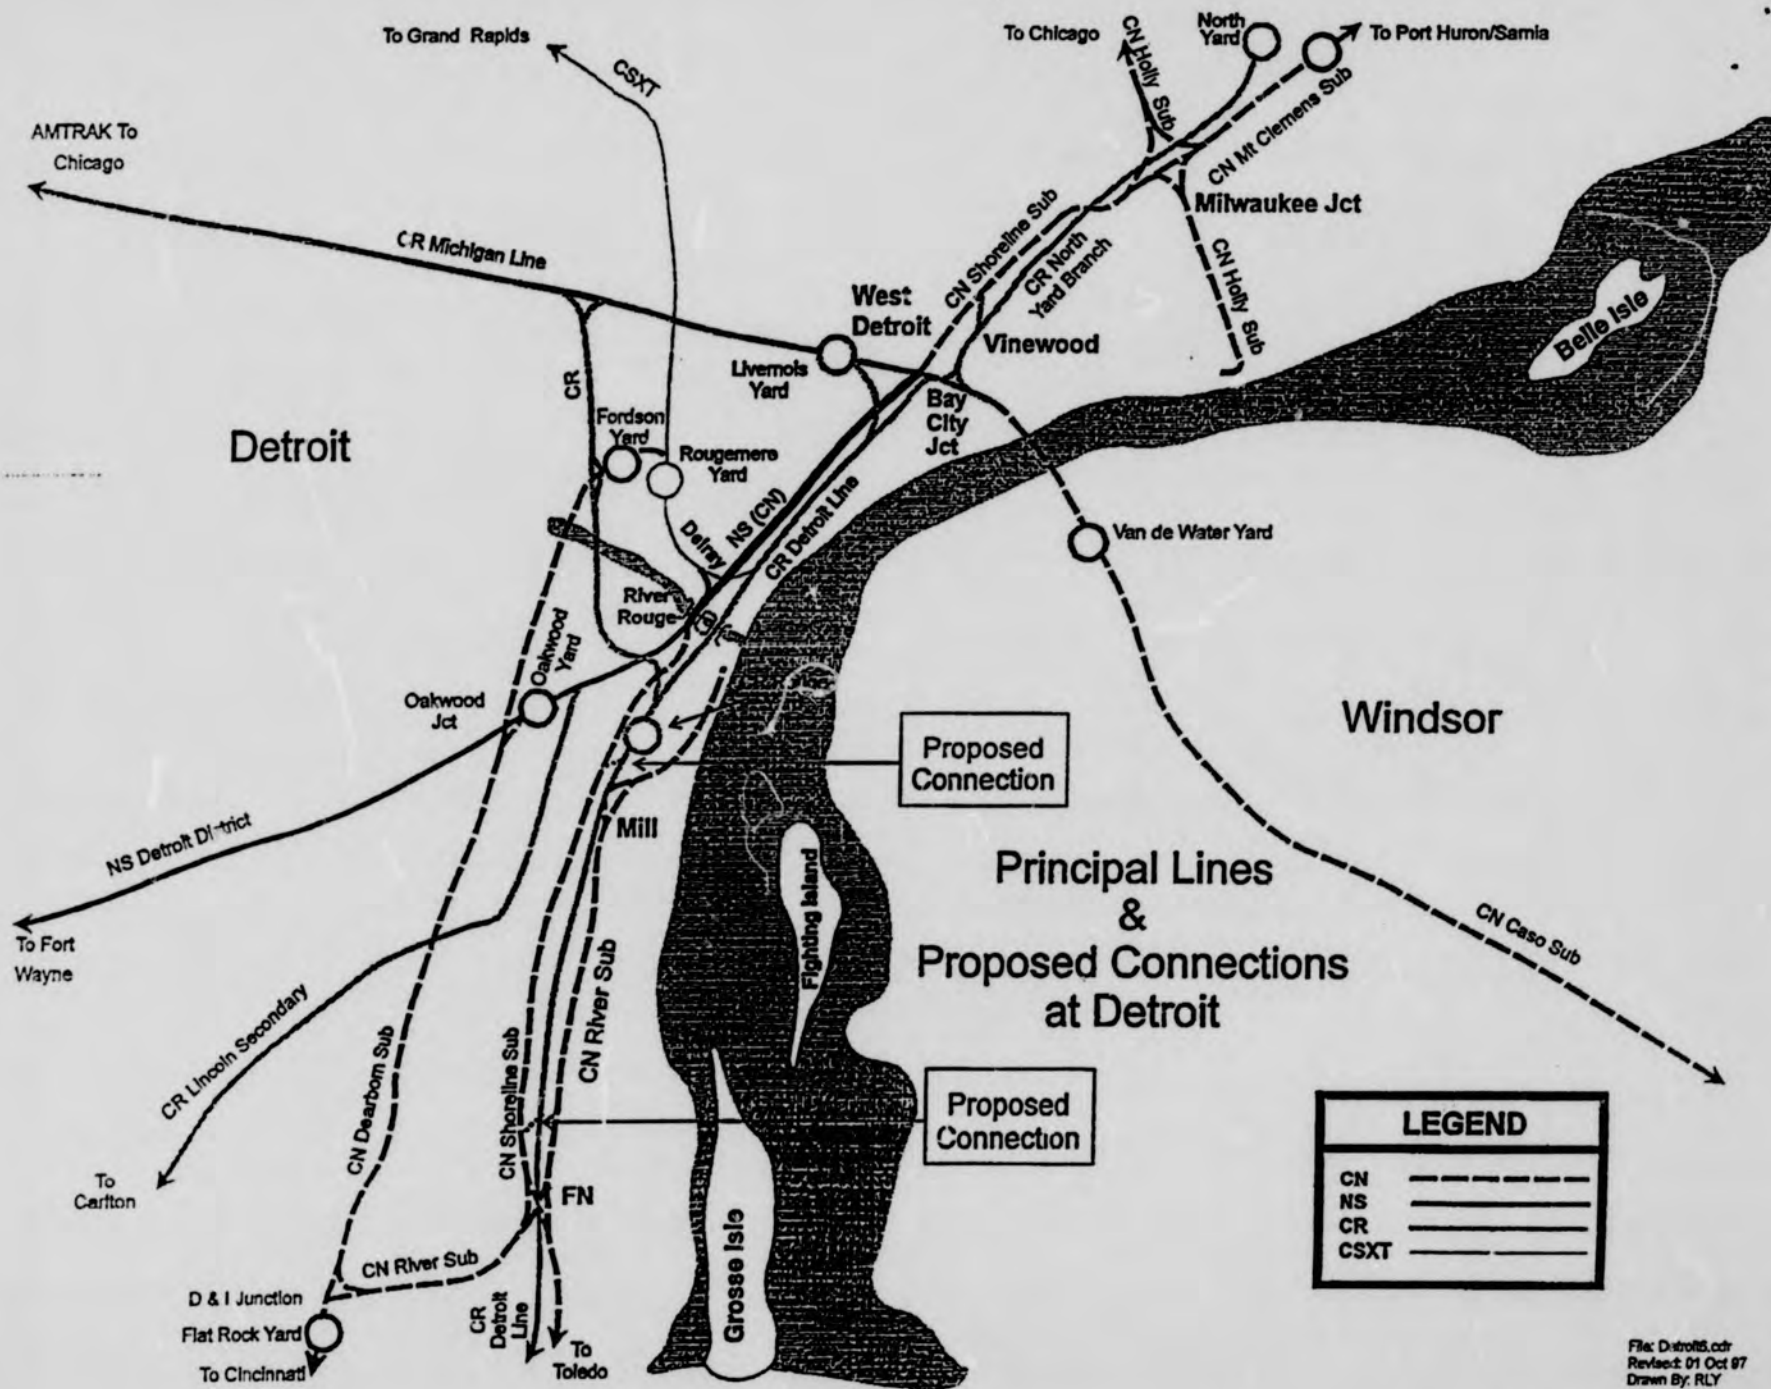 To Grand Rapids
CSXT
To Chicago
CN Holly Sub
North
Yard
To Port Huron/Sarnia
AMTRAK To
Chicago
CN Mt Clemens Sub
Milwaukee Jct
CR Michigan Line
CN Shoreline Sub
CR North
Yard Branch
CN Holly Sub
West
Detroit
Vinewood
Belle Isle
Livernois
Yard
CR
Bay
City
Jct
Fordson
Yard
Detroit
Rougemere
Yard
NS (CN)
CR Detroit Line
Delray
Van de Water Yard
River
Rouge
Oakwood
Yard
Oakwood
Jct
Windsor
Proposed
Connection
Mill
NS Detroit District
Fighting Island
Principal Lines
&
Proposed Connections
at Detroit
CN Caso Sub
To Fort
Wayne
CN River Sub
CR Lincoln Secondary
CN Dearborn Sub
CN Shoreline Sub
Proposed
Connection
LEGEND
CN
NS
CR
CSXT
To
Carlton
FN
Grosse Isle
CN River Sub
D & I Junction
Flat Rock Yard
To Cincinnati
CR
Detroit
Line
To
Toledo
File: Detroit5.cdr
Revised: 01 Oct 97
Drawn By: RLY